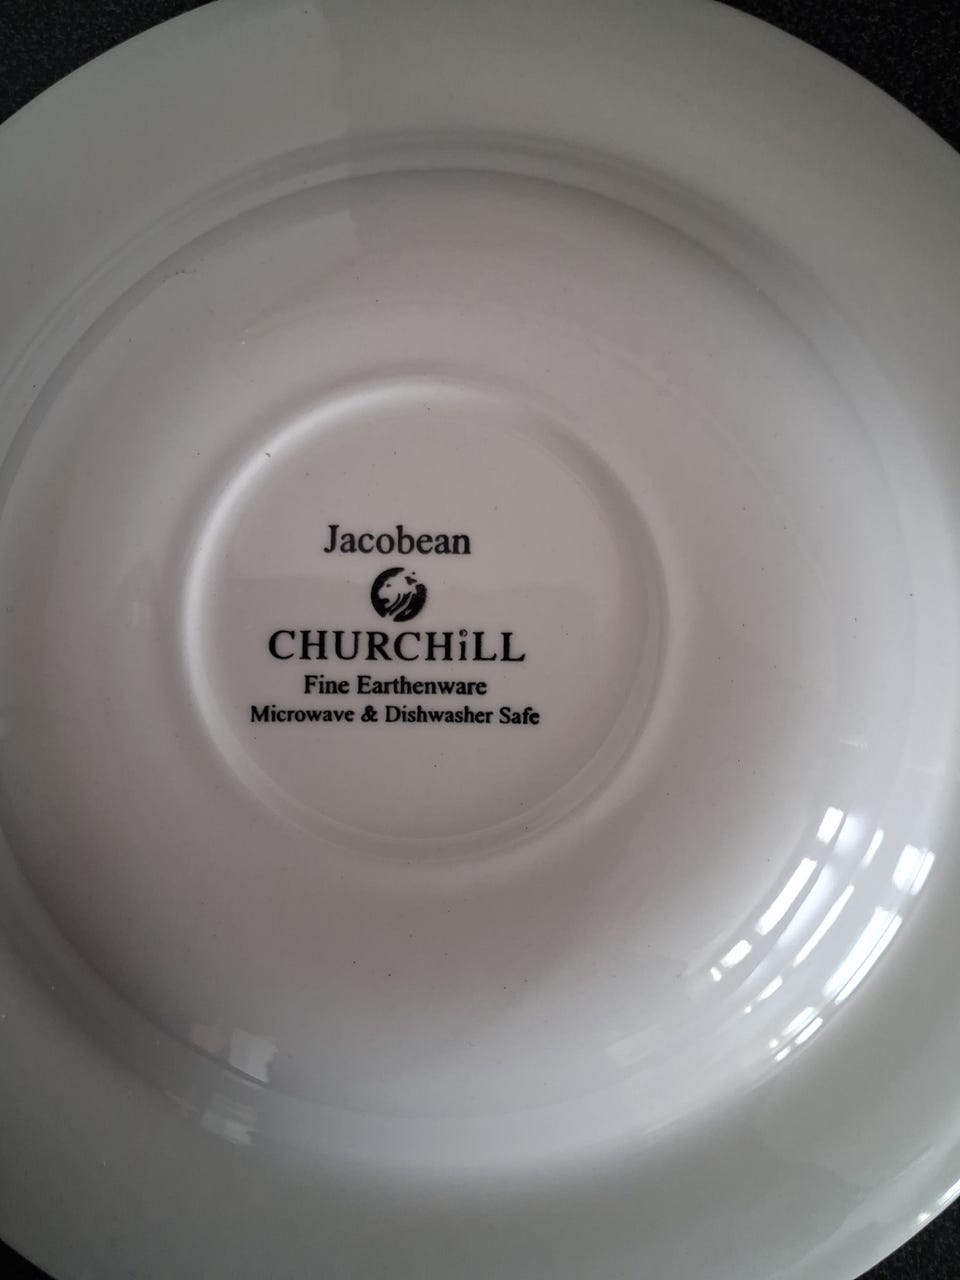 Jacobean
CHURCHiLL
Fine Earthenware
Microwave & Dishwasher Safe